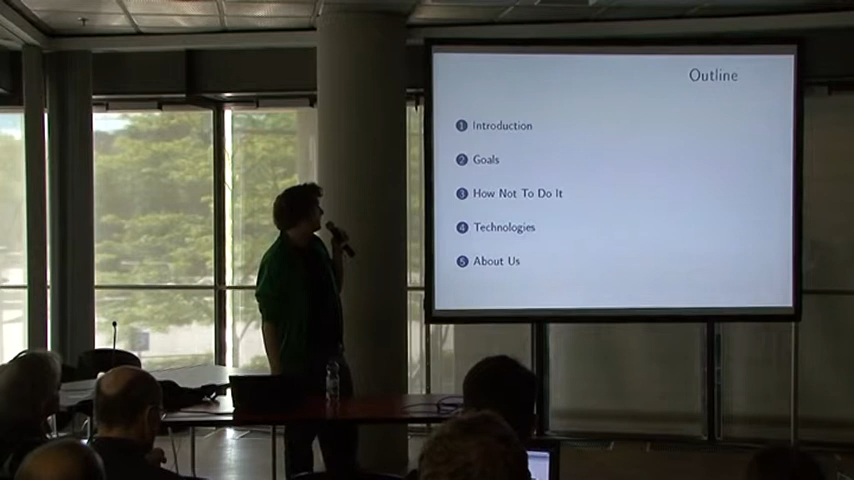 Outline
1 Introduction
2 Goals
3 How Not To Do It
4 Technologies
5 About Us